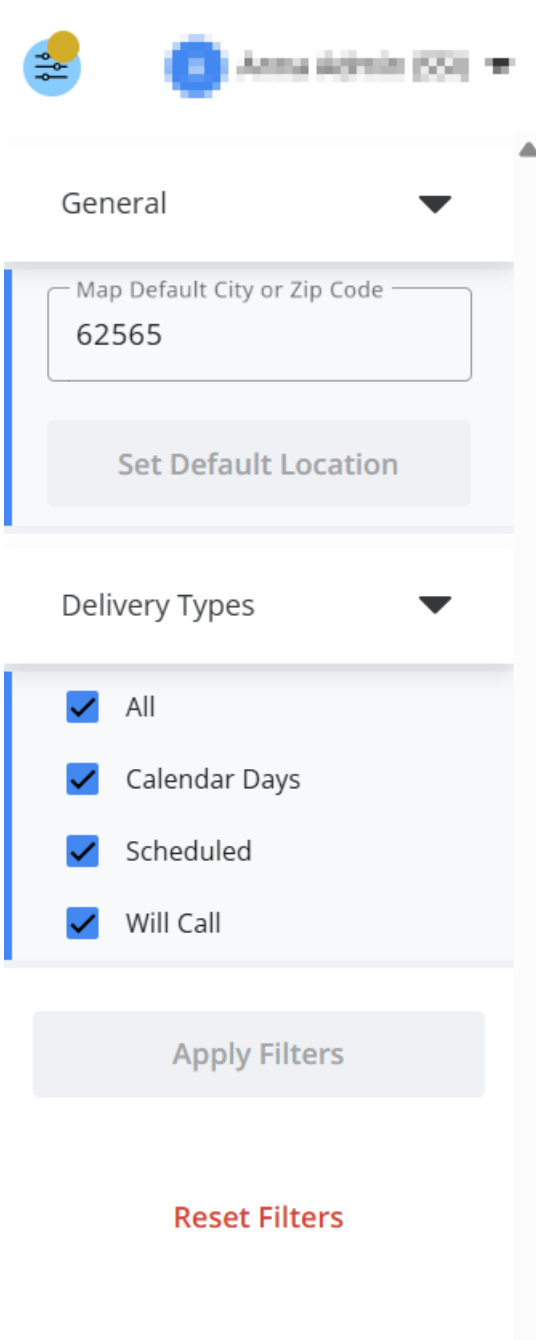 General
Map Default City or Zip Code
62565
Set Default Location
Delivery Types
All
Calendar Days
Scheduled
Will Call
Apply Filters
Reset Filters